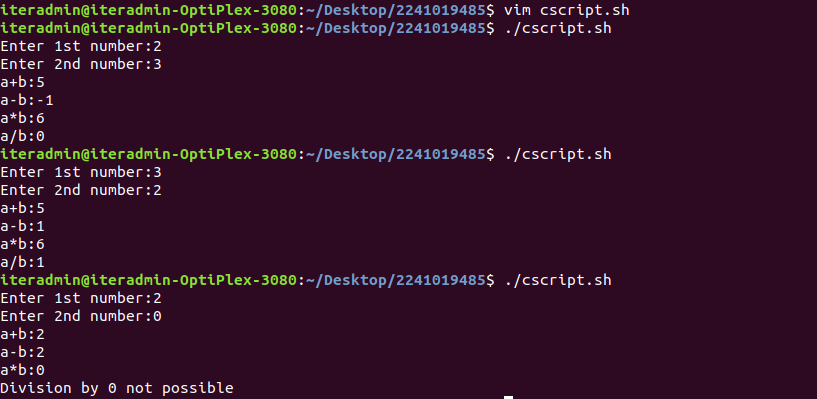 iteradmin@iteradmin-OptiPlex-3080:~/Desktop/2241019485$ vim cscript.sh
iteradmin@iteradmin-OptiPlex-3080:~/Desktop/2241019485$ ./cscript.sh
Enter 1st number:2
Enter 2nd number:3
a+b:5
a-b:-1
a*b:6
a/b:0
iteradmin@iteradmin-OptiPlex-3080:~/Desktop/2241019485$ ./cscript.sh
Enter 1st number:3
Enter 2nd number:2
a+b:5
a-b:1
a*b:6
a/b:1
iteradmin@iteradmin-OptiPlex-3080:~/Desktop/2241019485$ ./cscript.sh
Enter 1st number:2
Enter 2nd number:0
a+b:2
a-b:2
a*b:0
Division by 0 not possible